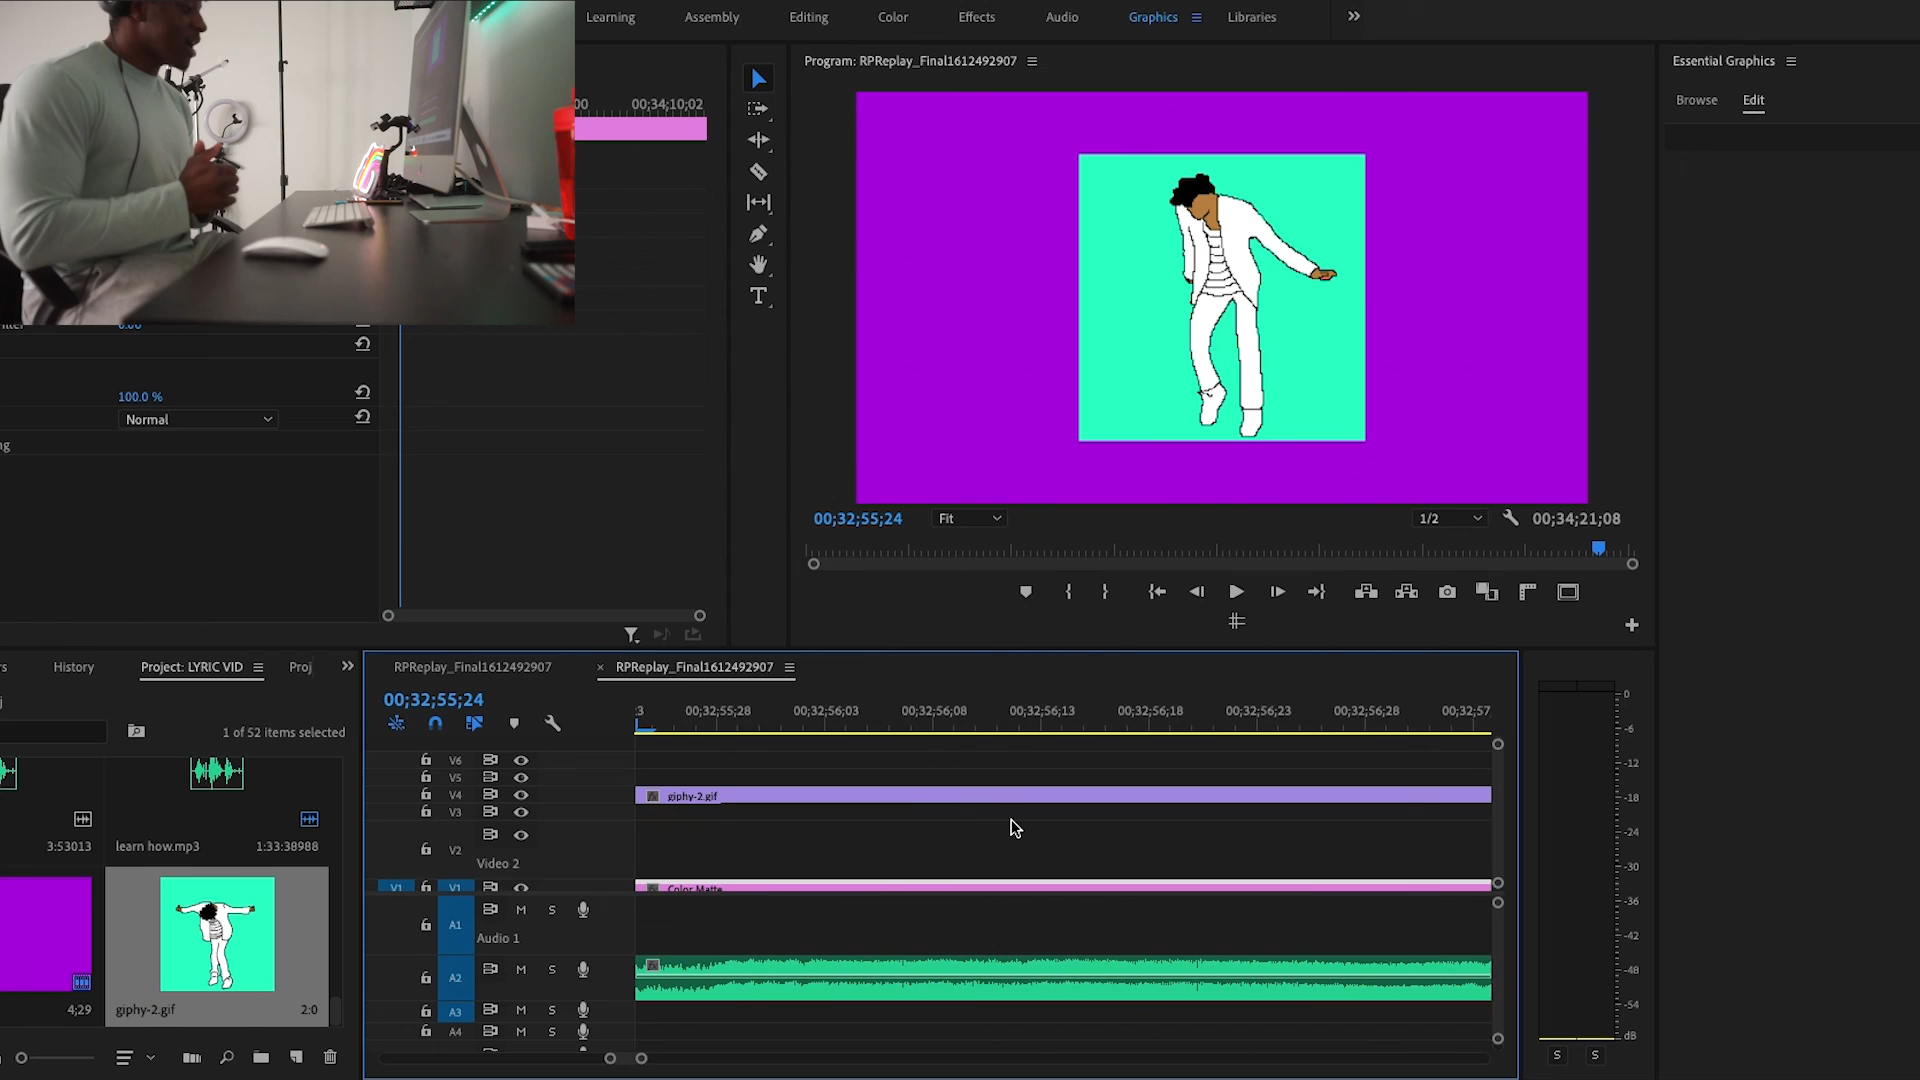 Learning Assembly Editing Color Effects Audio Graphics Libraries
Program: RPReplay_Final1612492907
Essential Graphics
Browse Edit
00 00;34;10;02
100.0 %
Normal
00;32;55;24 Fit 1/2 00;34;21;08
History Project: LYRIC VID Proj
1 of 52 items selected
3:53013
learn how.mp3 1:33:38988
4;29
giphy-2.gif 2:0
RPReplay_Final1612492907 × RPReplay_Final1612492907
00;32;55;24
:3 00;32;55;28 00;32;56;03 00;32;56;08 00;32;56;13 00;32;56;18 00;32;56;23 00;32;56;28 00;32;57
V6
V5
V4 giphy-2.gif
V3
V2
Video 2
V1 V1 Color Matte
A1 M S
Audio 1
A2 M S
A3 M S
A4 M S
0
-6
-12
-18
-24
-30
-36
-42
-48
-54
dB
S S